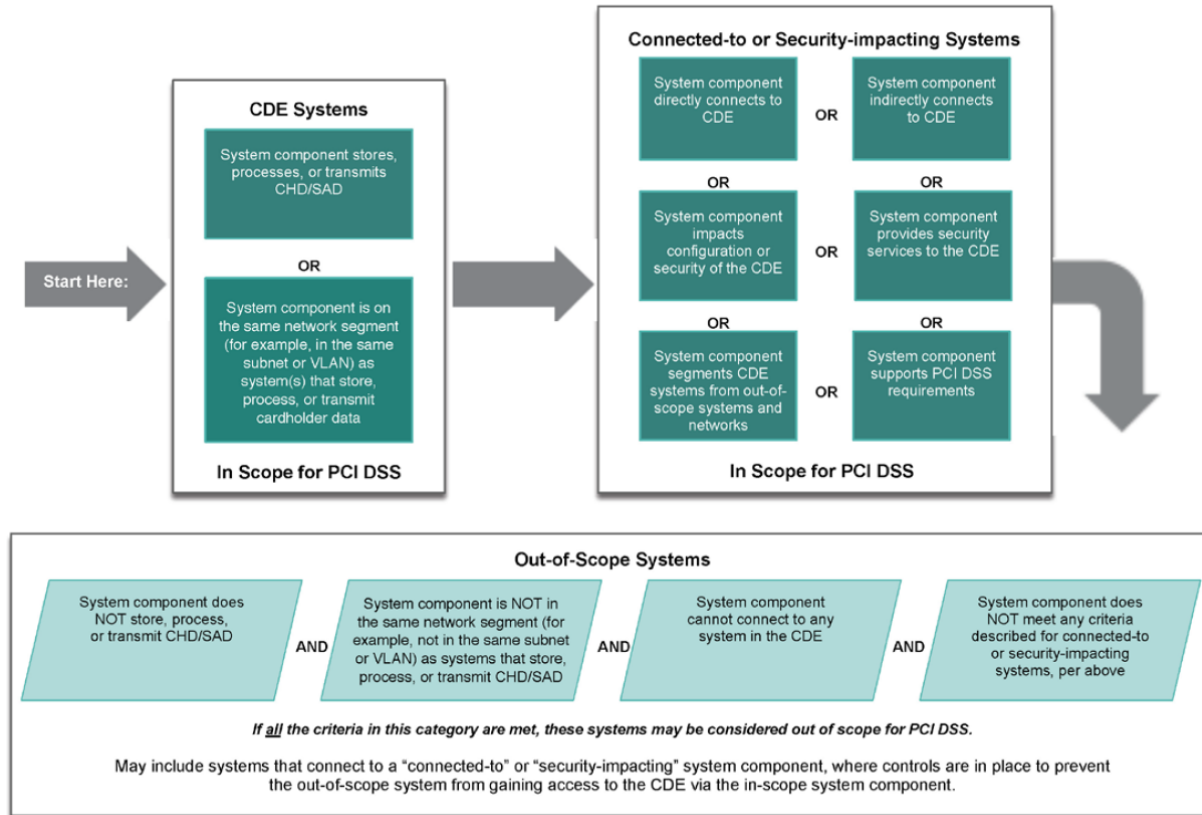 Start Here:
CDE Systems
System component stores,
processes, or transmits
CHD/SAD
OR
System component is on
the same network segment
(for example, in the same
subnet or VLAN) as
system(s) that store,
process, or transmit
cardholder data
In Scope for PCI DSS
Connected-to or Security-impacting Systems
System component
directly connects to
CDE
OR
System component
indirectly connects
to CDE
OR
OR
System component
impacts
configuration or
security of the CDE
OR
System component
provides security
services to the CDE
OR
OR
System component
segments CDE
systems from out-of-
scope systems and
networks
OR
System component
supports PCI DSS
requirements
In Scope for PCI DSS
Out-of-Scope Systems
System component does
NOT store, process,
or transmit CHD/SAD
AND
System component is NOT in
the same network segment (for
example, not in the same subnet
or VLAN) as systems that store,
process, or transmit CHD/SAD
AND
System component
cannot connect to any
system in the CDE
AND
System component does
NOT meet any criteria
described for connected-to
or security-impacting
systems, per above
If all the criteria in this category are met, these systems may be considered out of scope for PCI DSS.
May include systems that connect to a “connected-to” or “security-impacting” system component, where controls are in place to prevent
the out-of-scope system from gaining access to the CDE via the in-scope system component.